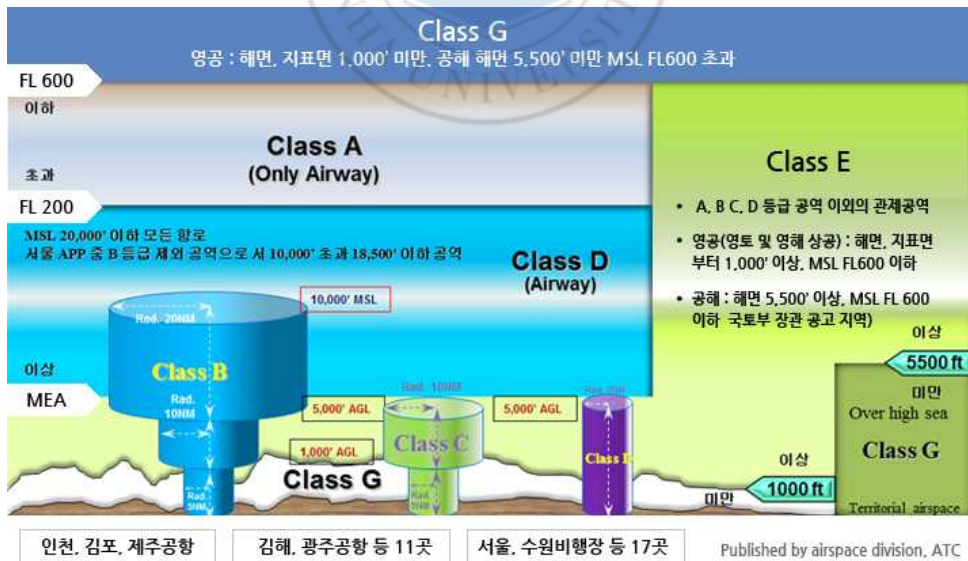 Class G
영공 : 해면, 지표면 1,000' 미만, 공해 해면 5,500' 미만 MSL FL600 초과
FL 600
이하
Class A
(Only Airway)
초과
FL 200
MSL 20,000' 이하 모든 항로
서울 APP 중 B 등급 제외 공역으로 서 10,000' 초과 18,500' 이하 공역
Class D
(Airway)
Class E
• A, B C, D 등급 공역 이외의 관제공역
• 영공(영토 및 영해 상공) : 해면, 지표면
부터 1,000' 이상, MSL FL600 이하
• 공해 : 해면 5,500' 이상, MSL FL 600
이하 국토부 장관 공고 지역)
10,000' MSL
Rad. 20NM
Class B
Rad.
10NM
Rad.
5NM
이상
MEA
5,000' AGL
1,000' AGL
Rad. 10NM
Class C
Rad.
5NM
5,000' AGL
Class
Class G
이상
5500 ft
미만
Over high sea
Class G
Territorial airspace
이상
1000 ft
미만
인천, 김포, 제주공항
김해, 광주공항 등 11곳
서울, 수원비행장 등 17곳
Published by airspace division, ATC
UNIVERSI